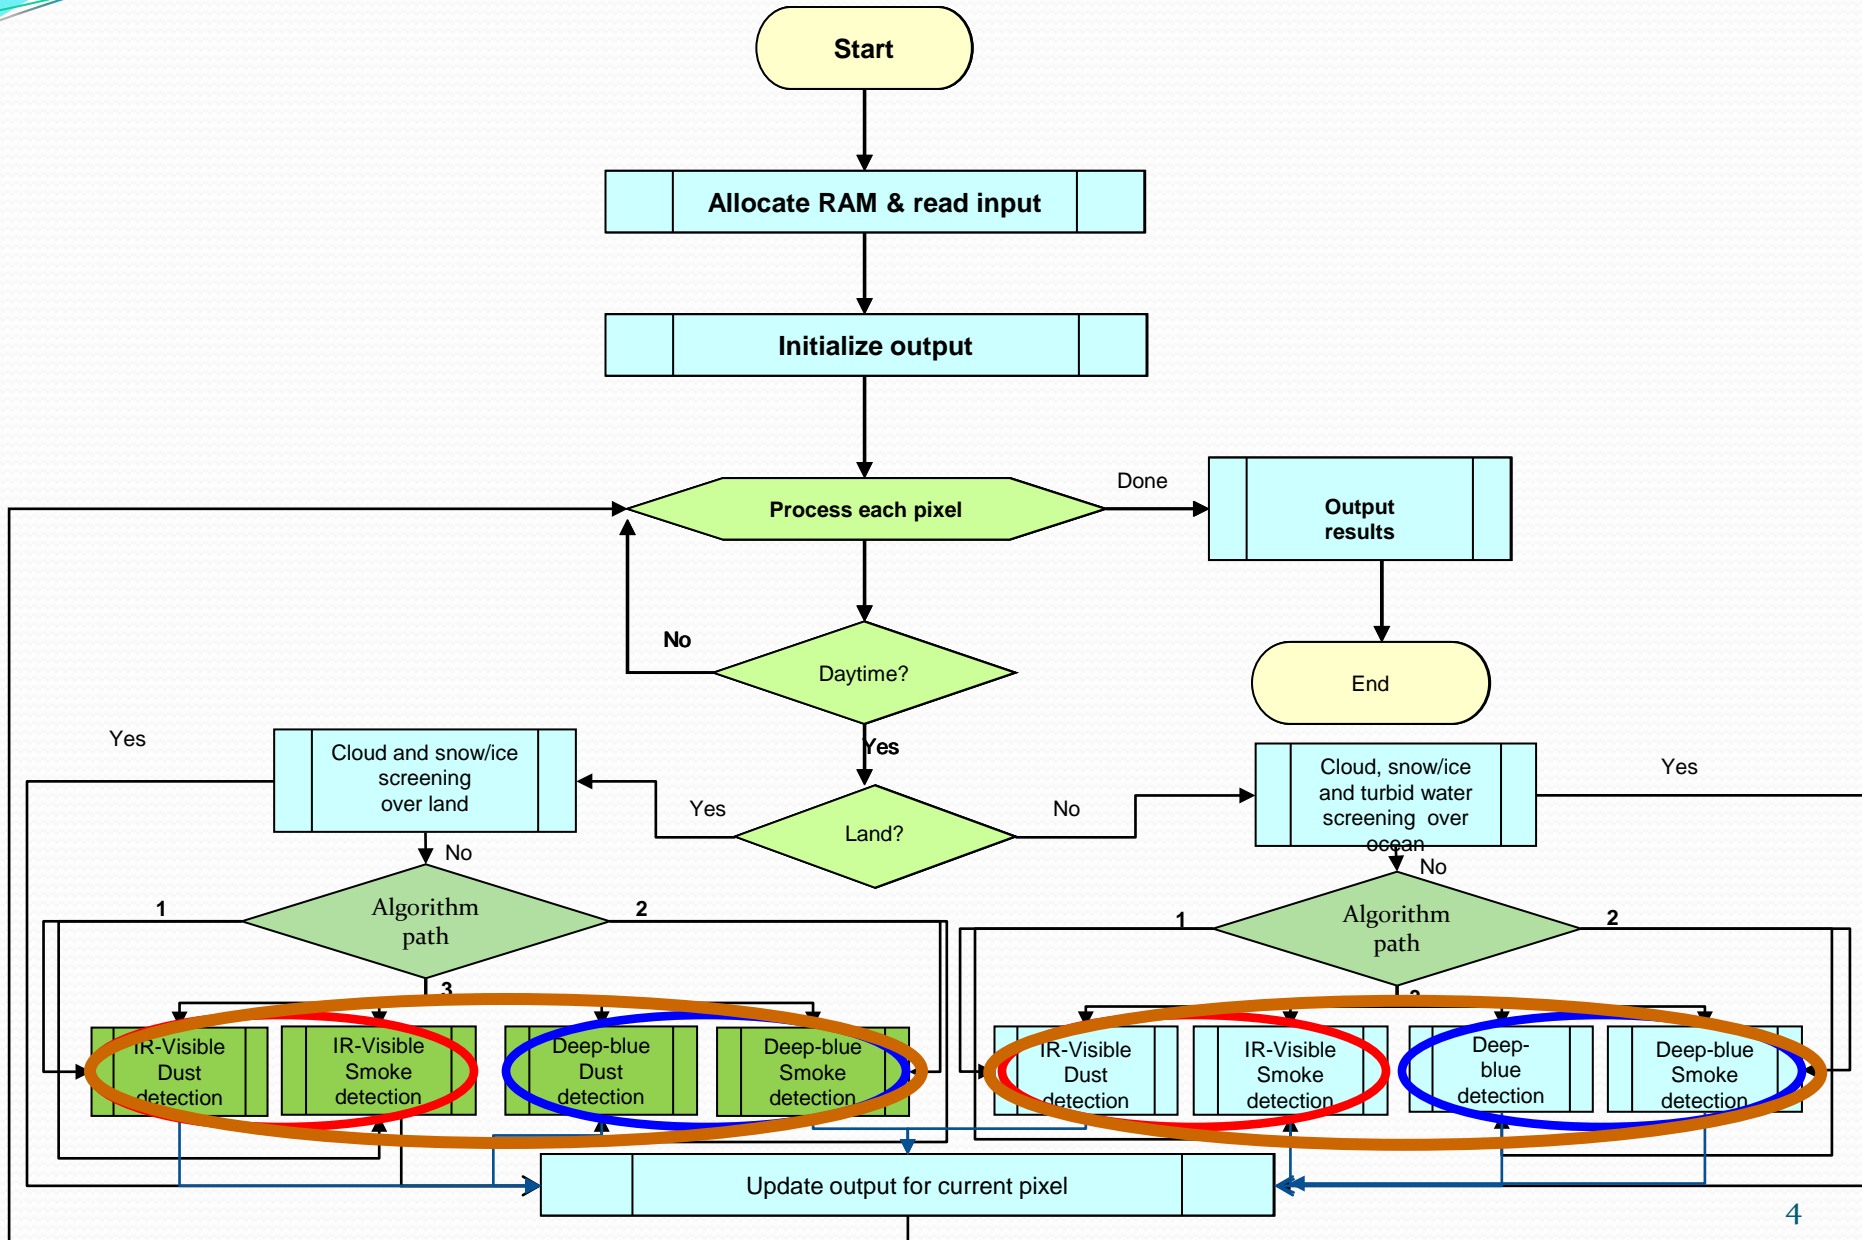 Start
Allocate RAM & read input
Initialize output
Process each pixel
Done
Output
results
No
Daytime?
End
Yes
Yes
Cloud and snow/ice
screening
over land
Yes
Land?
No
Cloud, snow/ice
and turbid water
screening over
ocean
Yes
No
No
1
Algorithm
path
2
3
1
Algorithm
path
2
IR-Visible
Dust
detection
IR-Visible
Smoke
detection
Deep-blue
Dust
detection
Deep-blue
Smoke
detection
IR-Visible
Dust
detection
IR-Visible
Smoke
detection
Deep-
blue
detection
Deep-blue
Smoke
detection
Update output for current pixel
4